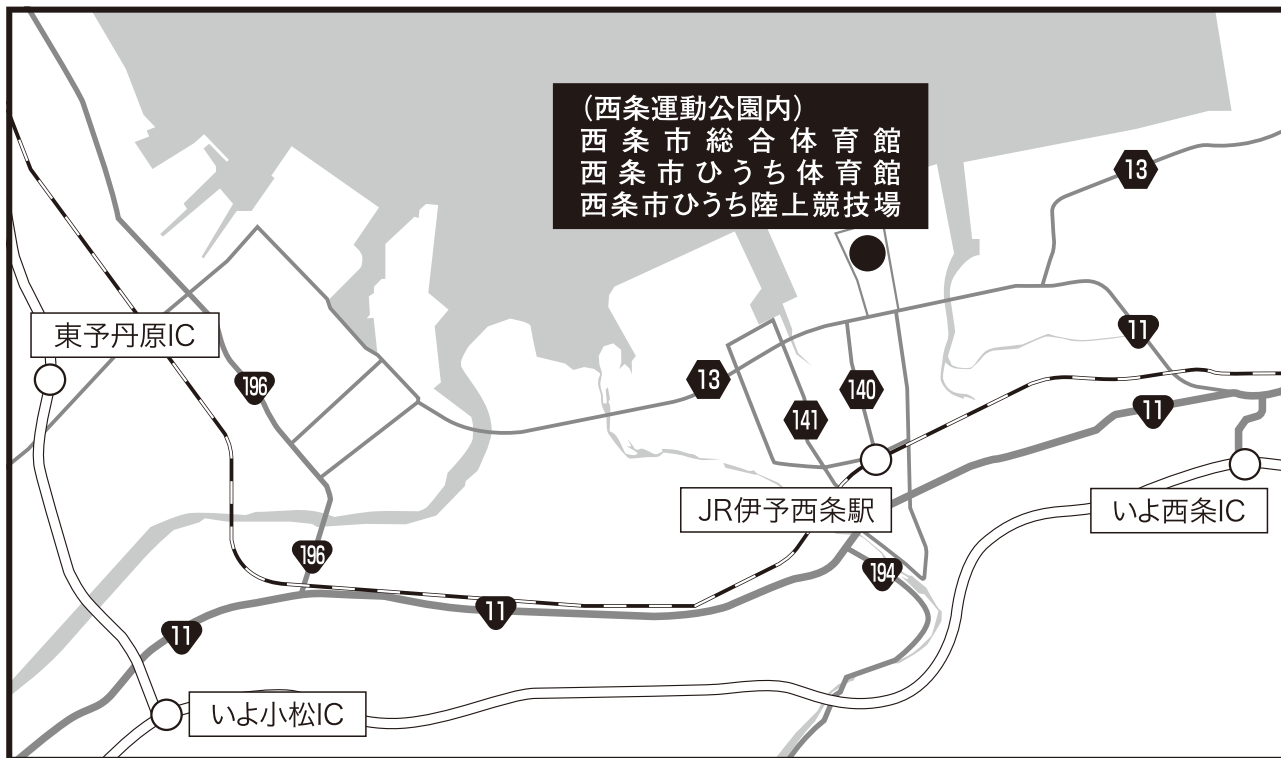 (西条運動公園内)
西条市総合体育館
西条市ひうち体育館
西条市ひうち陸上競技場
13
東予丹原IC
11
196
13
140
141
11
JR伊予西条駅
いよ西条IC
196
194
11
11
いよ小松IC